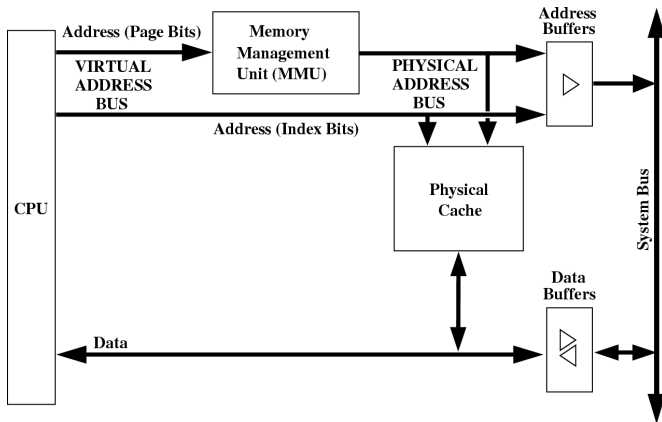 Address (Page Bits)
VIRTUAL
ADDRESS
BUS
Memory
Management
Unit (MMU)
PHYSICAL
ADDRESS
BUS
Address
Buffers
Address (Index Bits)
CPU
Physical
Cache
System Bus
Data
Buffers
Data